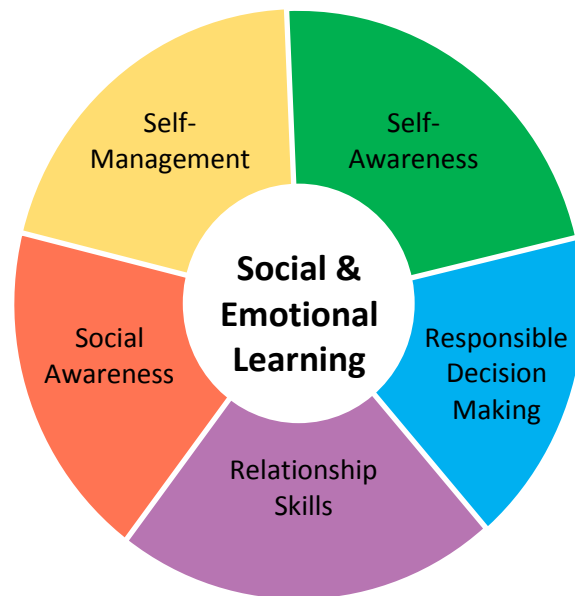 Self-
Management
Self-
Awareness
Social &
Emotional
Learning
Social
Awareness
Responsible
Decision
Making
Relationship
Skills